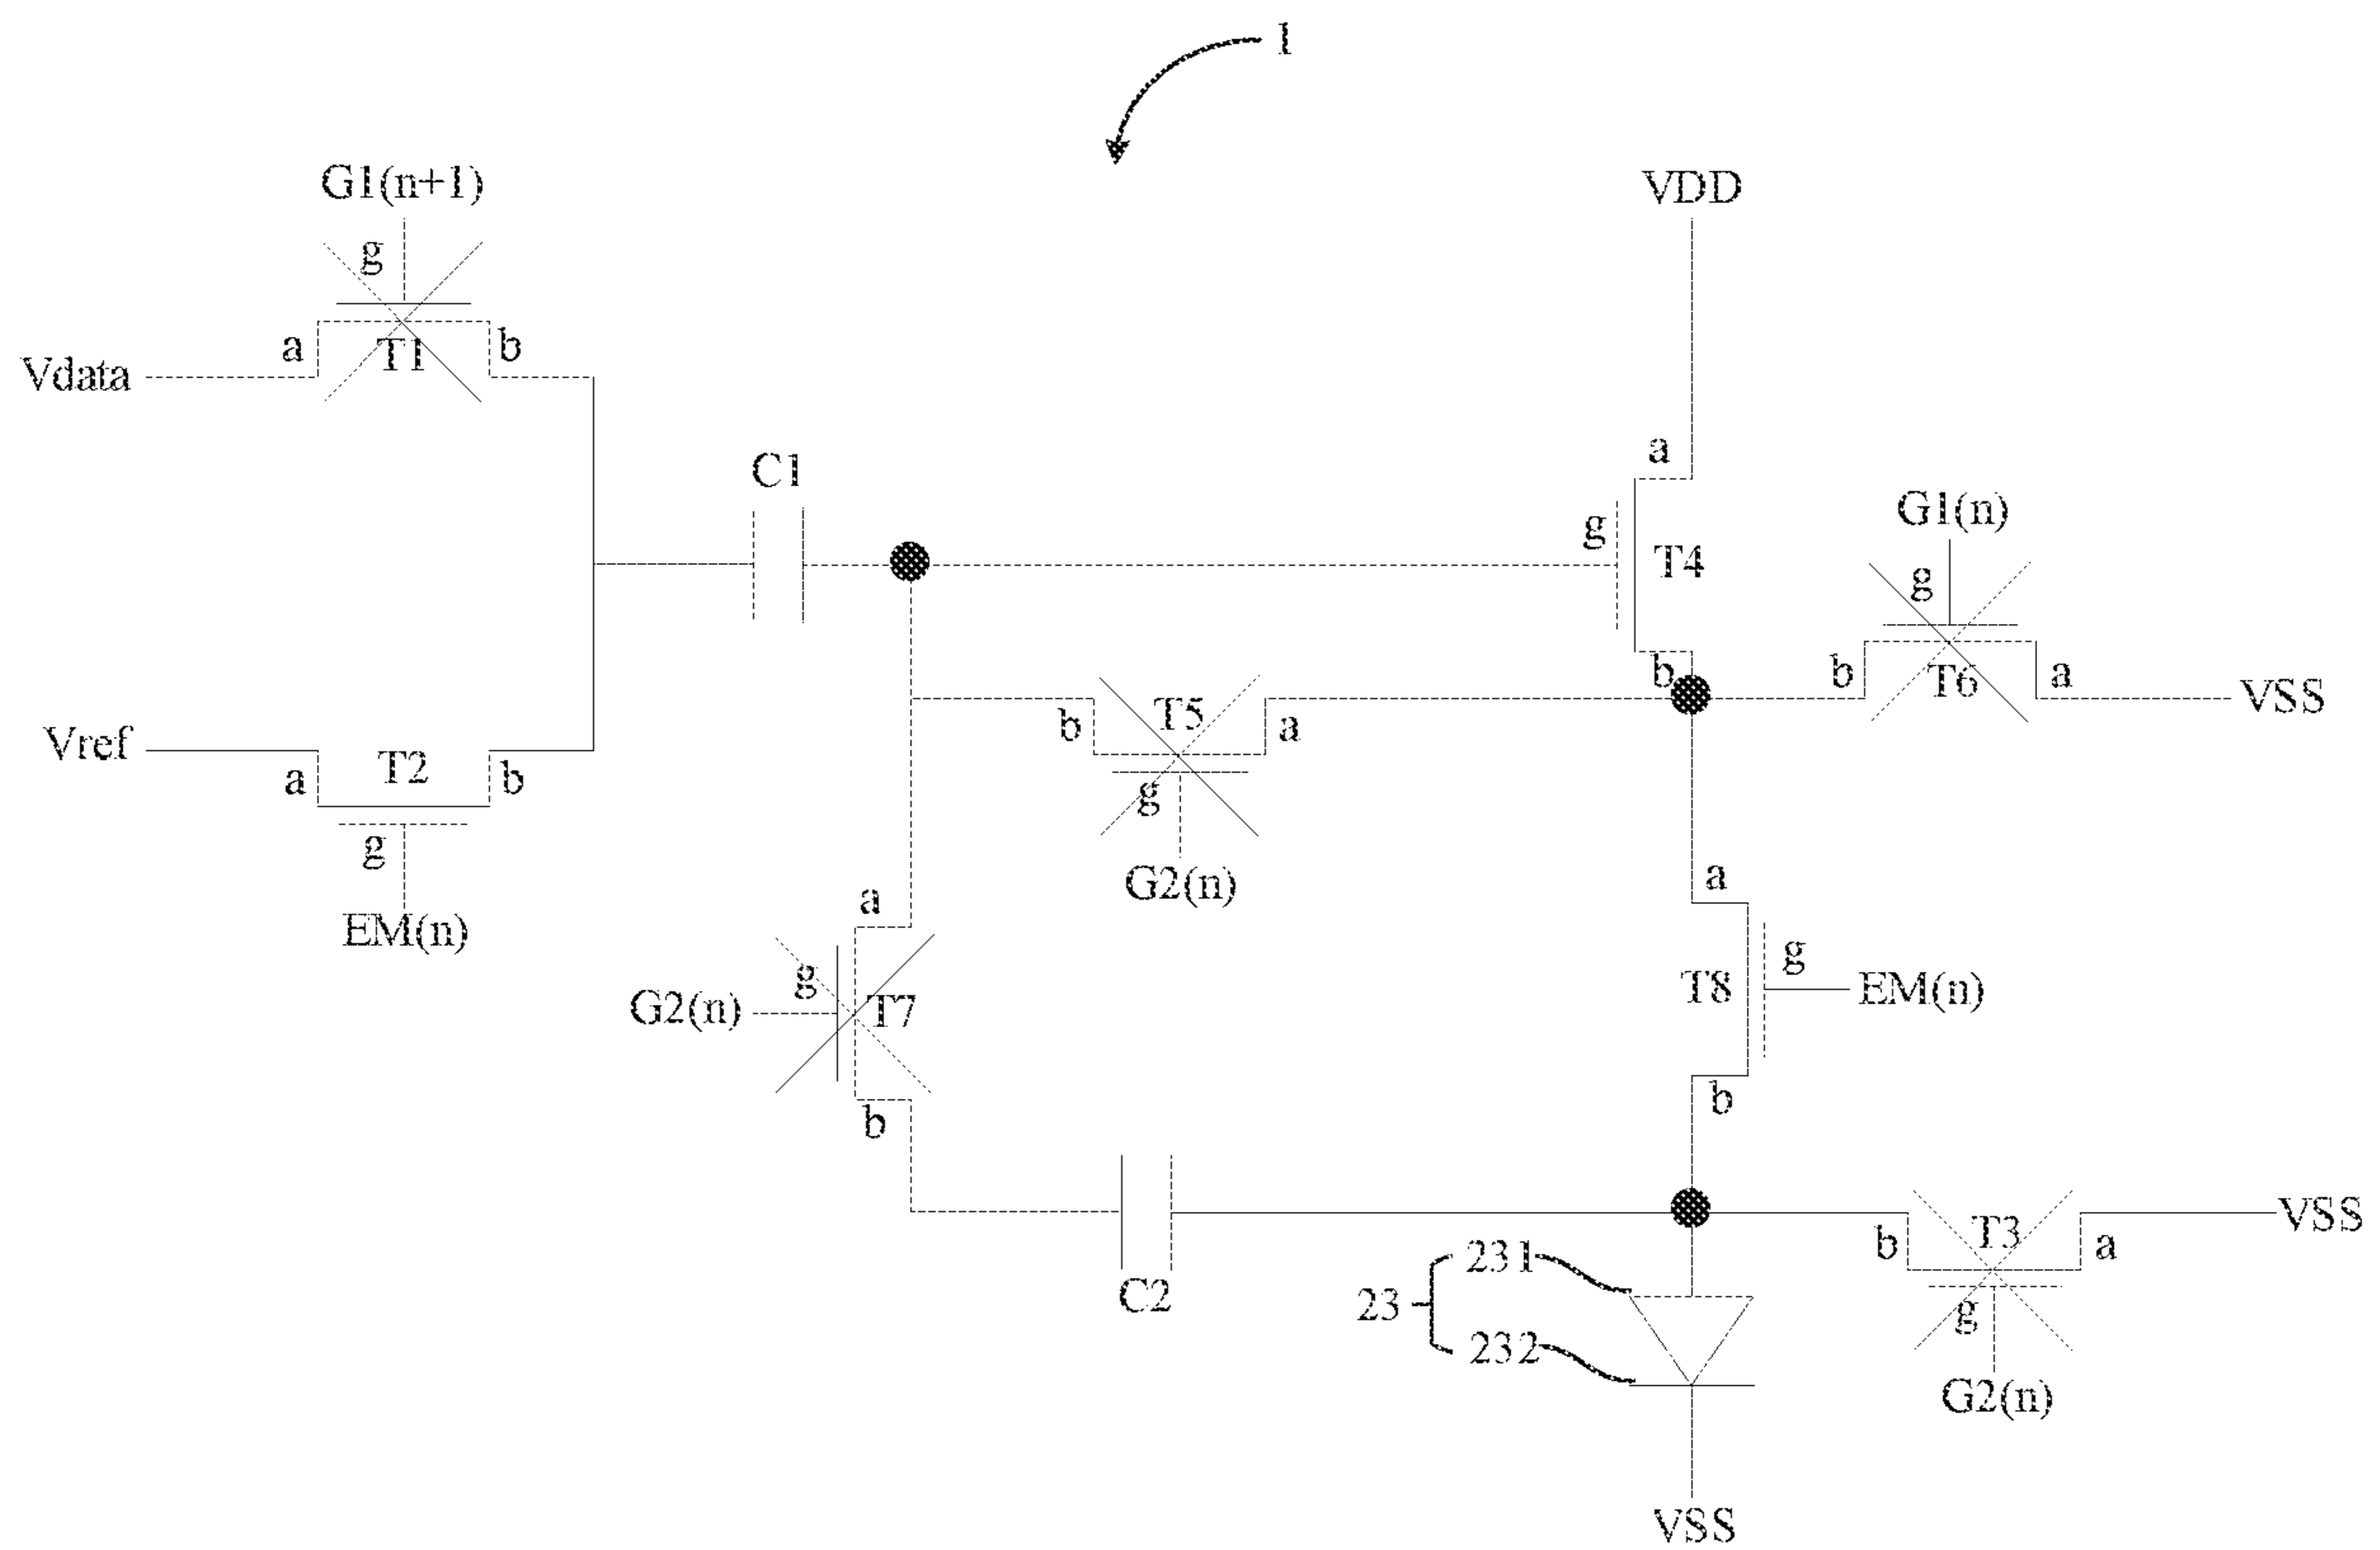 1
G1(n+1)
VDD
g
a T1 b
Vdata
C1
a
G1(n)
g T4
g
b
b T6 a
VSS
T5
b a
Vref
T2
a b
g
g
G2(n)
EM(n)
a
a
g
G2(n)
T7
b
T8
g
EM(n)
b
VSS
T3
b a
231
C2
23
232
g
G2(n)
VSS